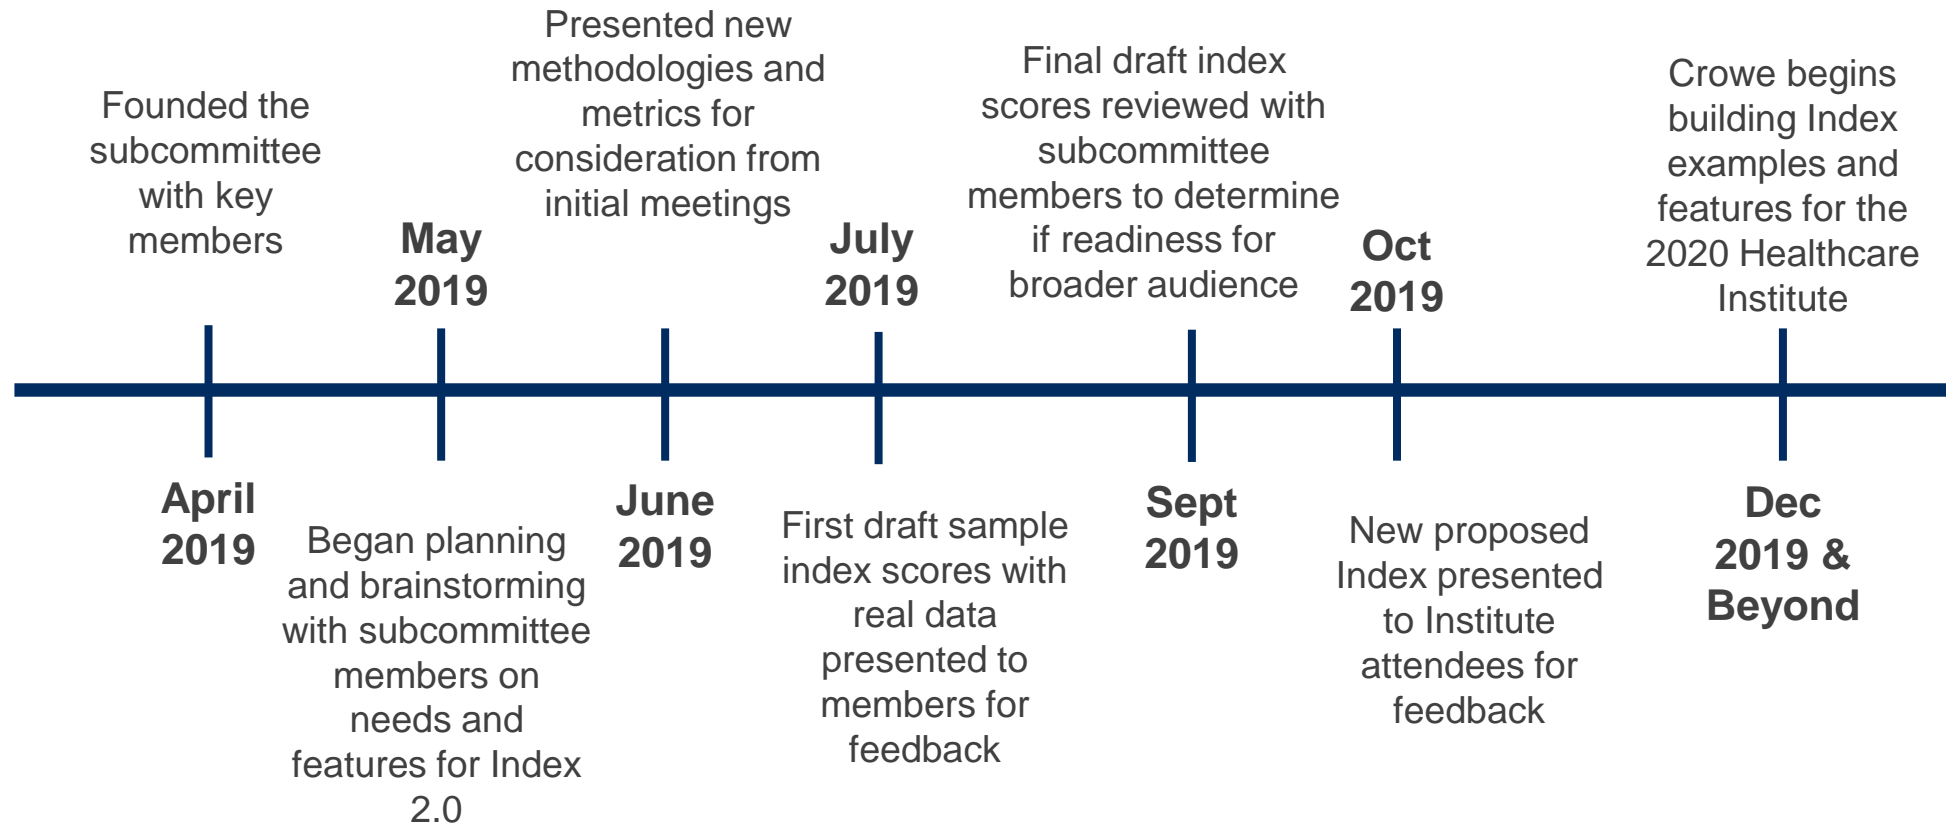 Founded the
subcommittee
with key
members
April
2019
May
2019
Began planning
and brainstorming
with subcommittee
members on
needs and
features for Index
2.0
Presented new
methodologies and
metrics for
consideration from
initial meetings
June
2019
July
2019
First draft sample
index scores with
real data
presented to
members for
feedback
Final draft index
scores reviewed with
subcommittee
members to determine
if readiness for
broader audience
Sept
2019
Oct
2019
New proposed
Index presented
to Institute
attendees for
feedback
Crowe begins
building Index
examples and
features for the
2020 Healthcare
Institute
Dec
2019 &
Beyond